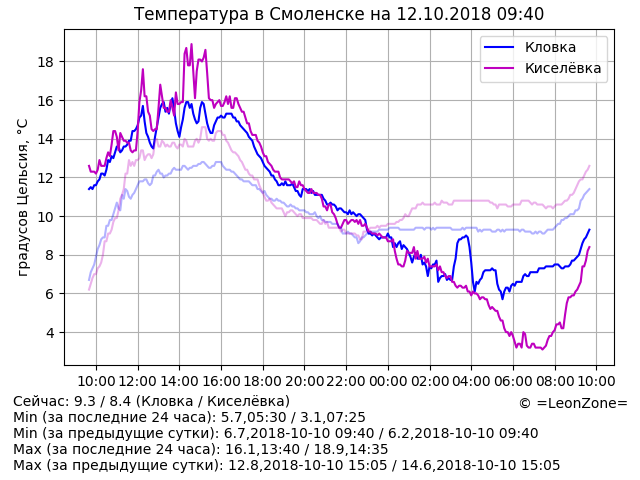 Температура в Смоленске на 12.10.2018 09:40
градусов Цельсия, °C
18
16
14
12
10
8
6
4
Кловка
Киселёвка
10:00 12:00 14:00 16:00 18:00 20:00 22:00 00:00 02:00 04:00 06:00 08:00 10:00
Сейчас: 9.3 / 8.4 (Кловка / Киселёвка)
© =LeonZone=
Min (за последние 24 часа): 5.7,05:30 / 3.1,07:25
Min (за предыдущие сутки): 6.7,2018-10-10 09:40 / 6.2,2018-10-10 09:40
Max (за последние 24 часа): 16.1,13:40 / 18.9,14:35
Max (за предыдущие сутки): 12.8,2018-10-10 15:05 / 14.6,2018-10-10 15:05